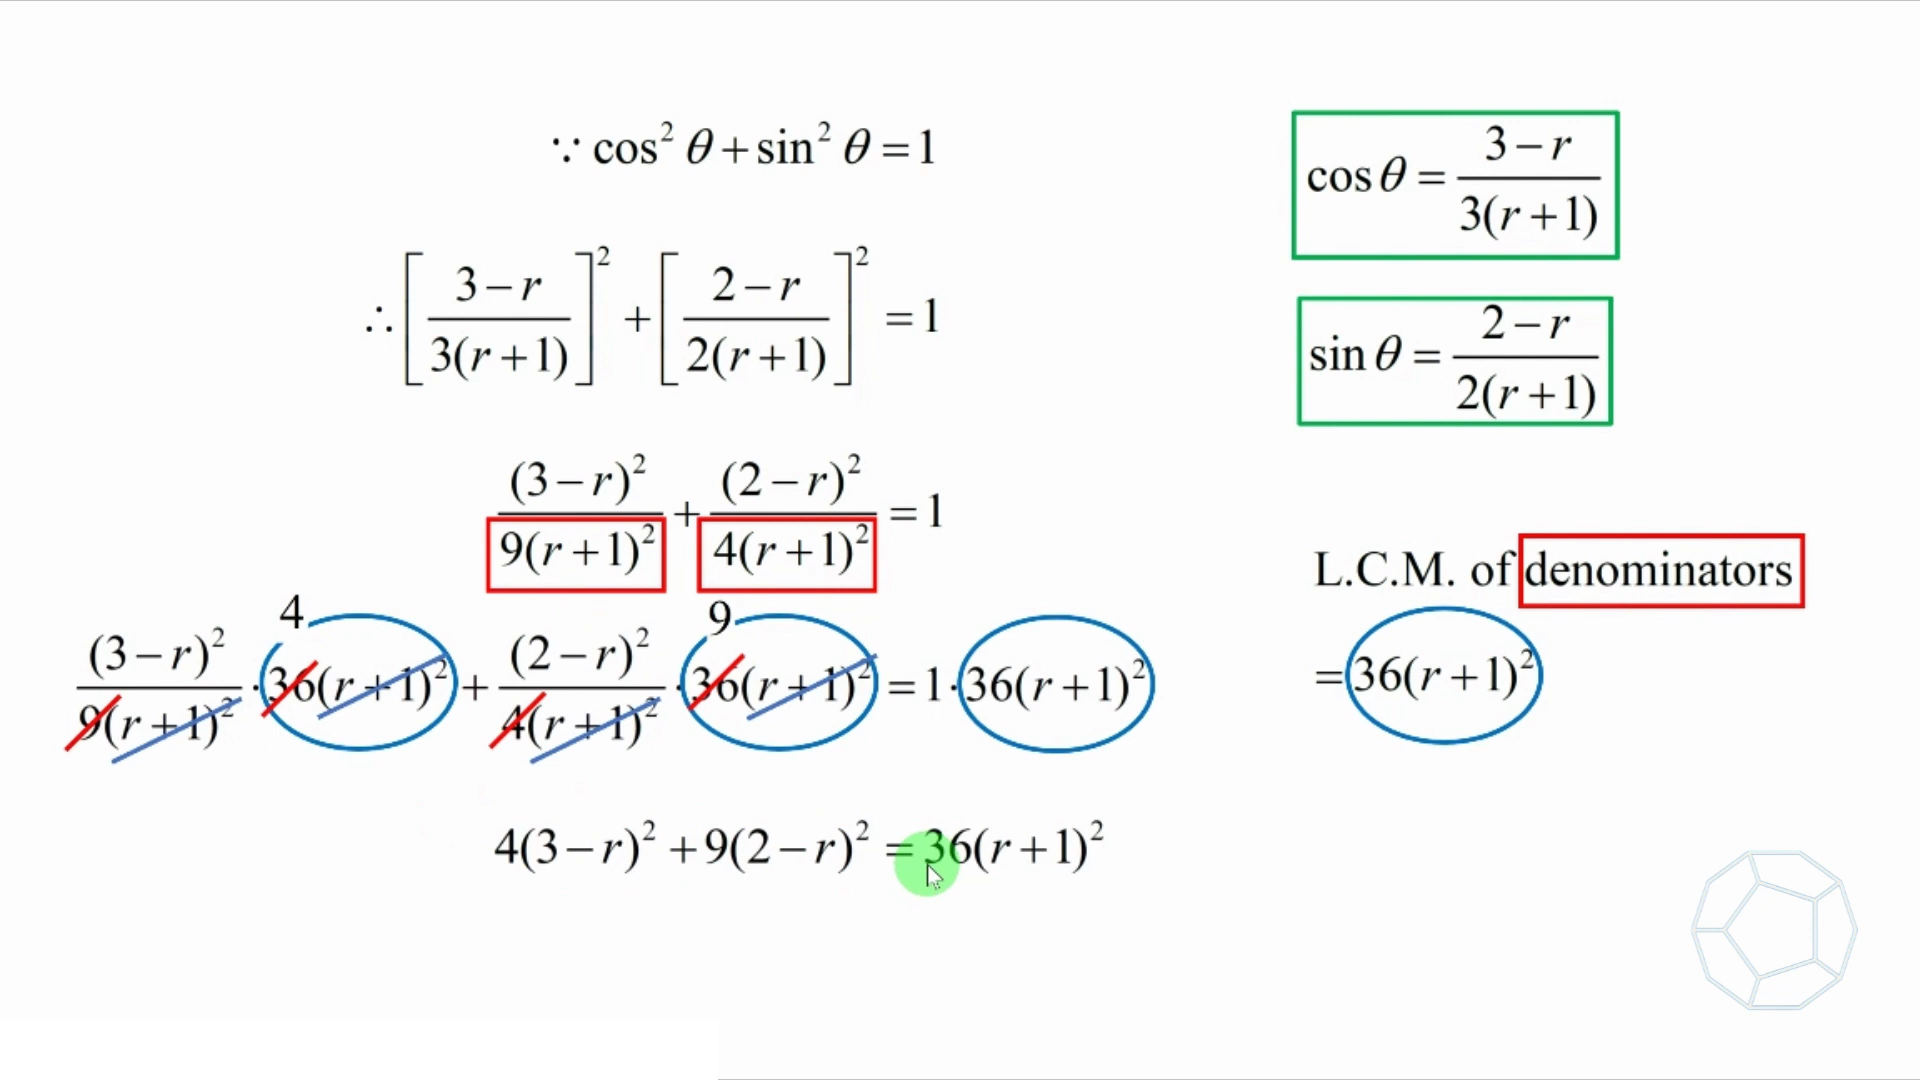 ∵ cos² θ + sin² θ = 1
cos θ = (3 − r) / 3(r + 1)
∴ [(3 − r) / 3(r + 1)]² + [(2 − r) / 2(r + 1)]² = 1
sin θ = (2 − r) / 2(r + 1)
(3 − r)² / 9(r + 1)² + (2 − r)² / 4(r + 1)² = 1
L.C.M. of denominators
= 36(r + 1)²
4 9
(3 − r)² / 9(r + 1)² · 36(r + 1)² + (2 − r)² / 4(r + 1)² · 36(r + 1)² = 1 · 36(r + 1)²
4(3 − r)² + 9(2 − r)² = 36(r + 1)²